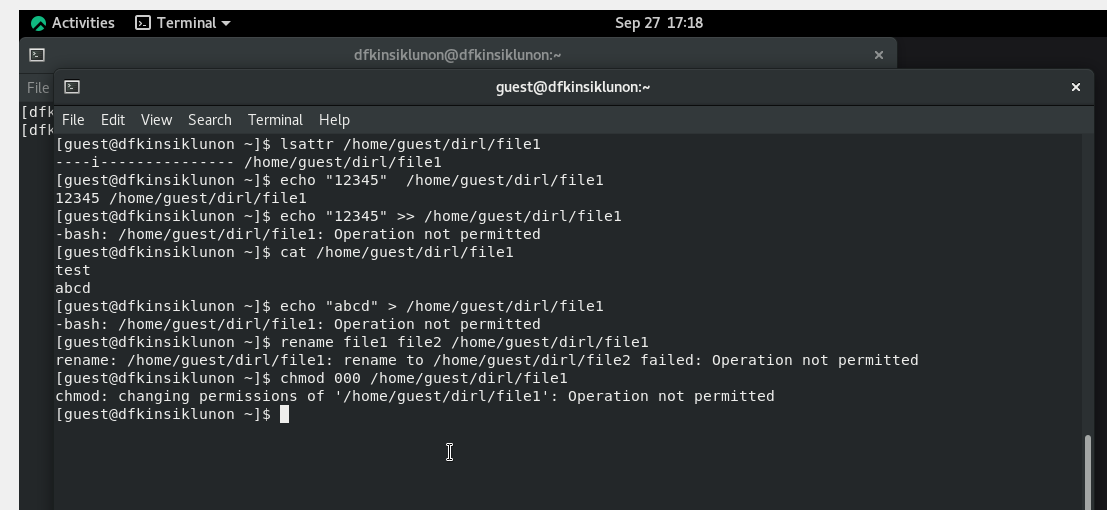 Activities Terminal Sep 27 17:18
dfkinsiklunon@dfkinsiklunon:~ ×
File
guest@dfkinsiklunon:~ ×
[dfk
[dfk
File Edit View Search Terminal Help
[guest@dfkinsiklunon ~]$ lsattr /home/guest/dirl/file1
----i--------------- /home/guest/dirl/file1
[guest@dfkinsiklunon ~]$ echo "12345"  /home/guest/dirl/file1
12345 /home/guest/dirl/file1
[guest@dfkinsiklunon ~]$ echo "12345" >> /home/guest/dirl/file1
-bash: /home/guest/dirl/file1: Operation not permitted
[guest@dfkinsiklunon ~]$ cat /home/guest/dirl/file1
test
abcd
[guest@dfkinsiklunon ~]$ echo "abcd" > /home/guest/dirl/file1
-bash: /home/guest/dirl/file1: Operation not permitted
[guest@dfkinsiklunon ~]$ rename file1 file2 /home/guest/dirl/file1
rename: /home/guest/dirl/file1: rename to /home/guest/dirl/file2 failed: Operation not permitted
[guest@dfkinsiklunon ~]$ chmod 000 /home/guest/dirl/file1
chmod: changing permissions of '/home/guest/dirl/file1': Operation not permitted
[guest@dfkinsiklunon ~]$